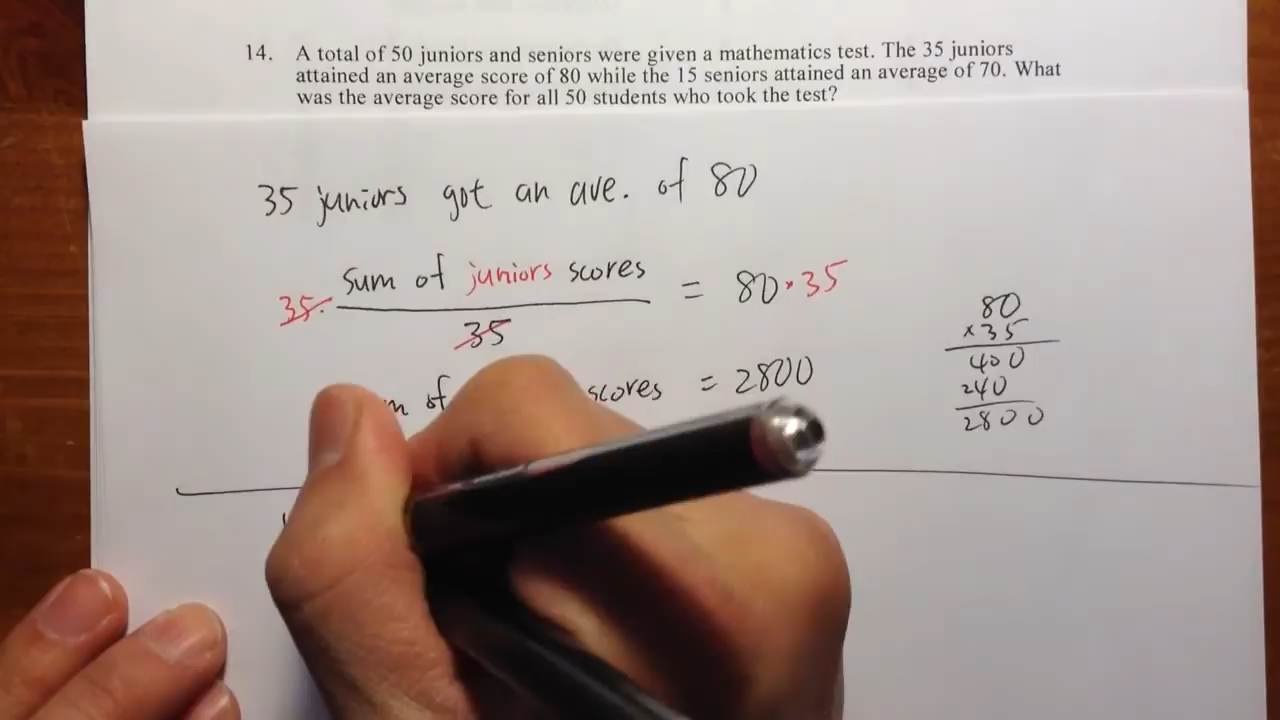 14. A total of 50 juniors and seniors were given a mathematics test. The 35 juniors
attained an average score of 80 while the 15 seniors attained an average of 70. What
was the average score for all 50 students who took the test?
35 juniors got an ave. of 80
sum of juniors scores
35· = 80·35
35
of scores = 2800
80
×35
400
240
2800